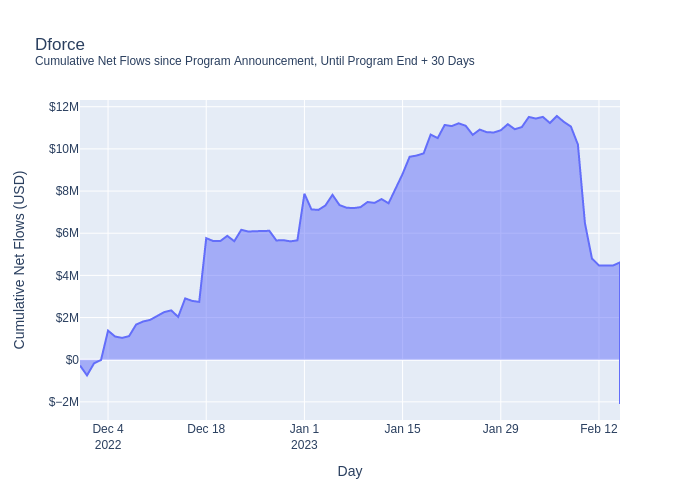 Dforce
Cumulative Net Flows since Program Announcement, Until Program End + 30 Days
Cumulative Net Flows (USD)
$12M
$10M
$8M
$6M
$4M
$2M
$0
$−2M
Dec 4 Dec 18 Jan 1 Jan 15 Jan 29 Feb 12
2022 2023
Day